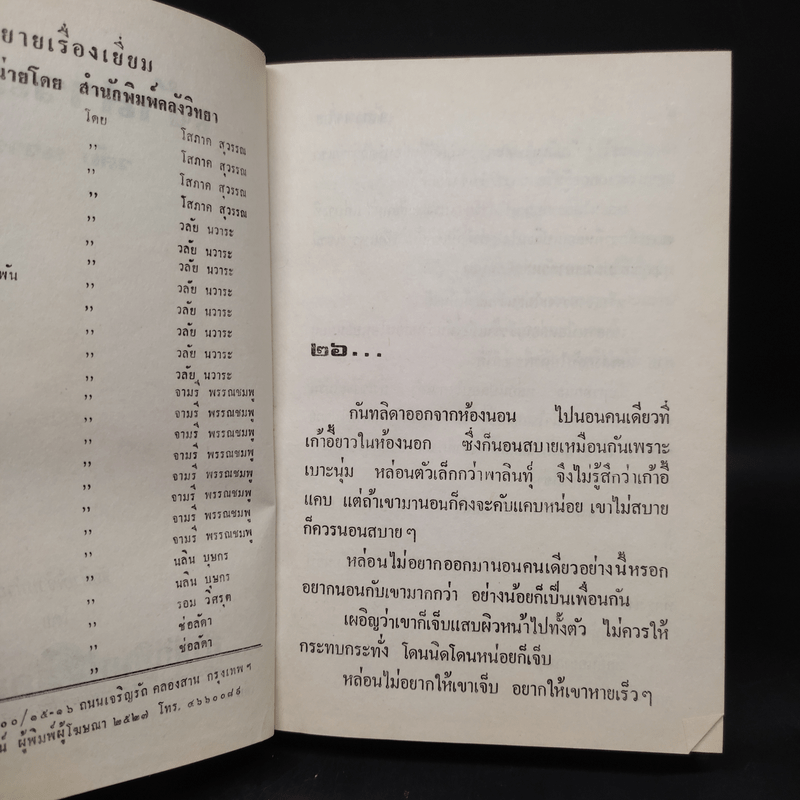 ยายเรื่องเยี่ยม
น่ายโดย สำนักพิมพ์คลังวิทยา
โดย โสภาค สุวรรณ
,, โสภาค สุวรรณ
,, โสภาค สุวรรณ
,, โสภาค สุวรรณ
,, วลัย นวาระ
,, วลัย นวาระ
พัน ,, วลัย นวาระ
,, วลัย นวาระ
,, วลัย นวาระ
,, วลัย นวาระ
,, วลัย นวาระ
,, วลัย นวาระ
,, จามรี พรรณชมพู
,, จามรี พรรณชมพู
,, จามรี พรรณชมพู
,, จามรี พรรณชมพู
,, จามรี พรรณชมพู
,, จามรี พรรณชมพู
,, จามรี พรรณชมพู
,, จามรี พรรณชมพู
,, นลิน บุษกร
,, นลิน บุษกร
,, รอม วิศรุต
,, ช่อลัดา
,, ช่อลัดา
๑๐/๑๕-๑๖ ถนนเจริญรัถ คลองสาน กรุงเทพฯ
น์ ผู้พิมพ์ผู้โฆษณา ๒๕๒๗ โทร. ๔๖๖๐๐๘๑
๒๖...
กันทลิดาออกจากห้องนอน ไปนอนคนเดียวที่
เก้าอี้ยาวในห้องนอก ซึ่งก็นอนสบายเหมือนกันเพราะ
เบาะนุ่ม หล่อนตัวเล็กกว่าพาลินทุ์ จึงไม่รู้สึกว่าเก้าอี้
แคบ แต่ถ้าเขามานอนก็คงจะคับแคบหน่อย เขาไม่สบาย
ก็ควรนอนสบาย ๆ
หล่อนไม่อยากออกมานอนคนเดียวอย่างนี้หรอก
อยากนอนกับเขามากกว่า อย่างน้อยก็เป็นเพื่อนกัน
เผอิญว่าเขาก็เจ็บแสบผิวหน้าไปทั้งตัว ไม่ควรให้
กระทบกระทั่ง โดนนิดโดนหน่อยก็เจ็บ
หล่อนไม่อยากให้เขาเจ็บ อยากให้เขาหายเร็ว ๆ